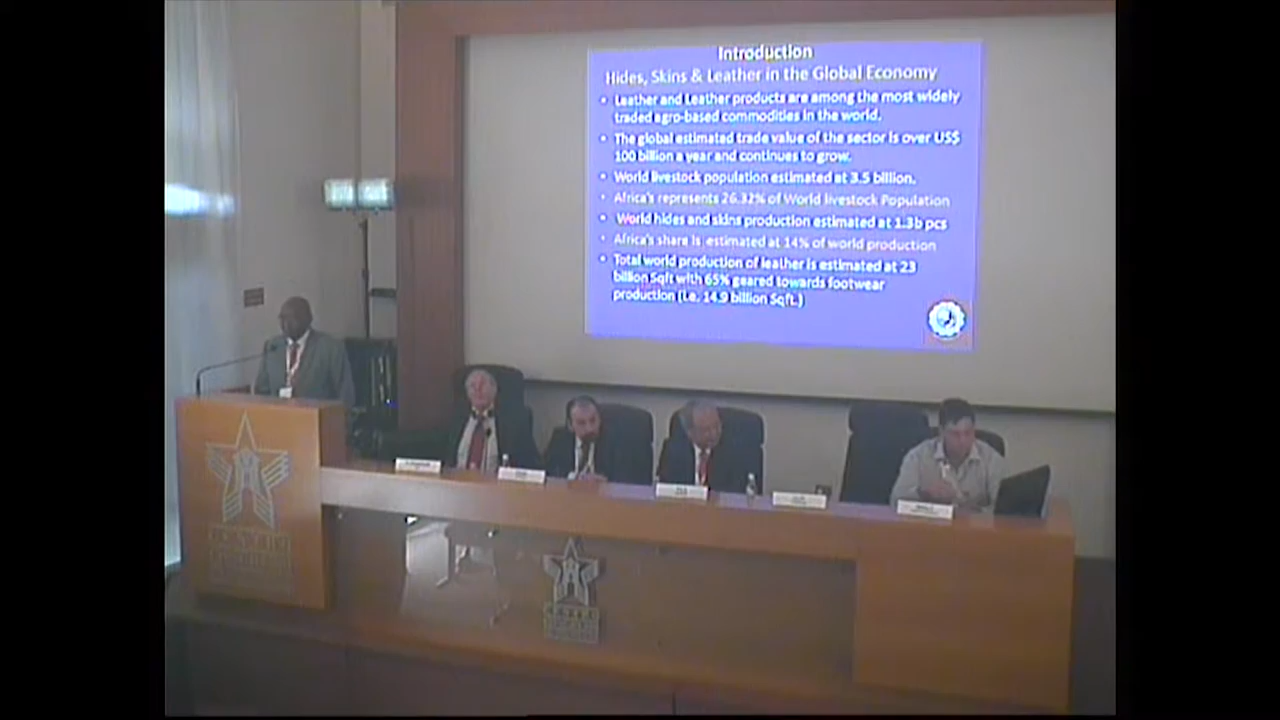 Introduction
Hides, Skins & Leather in the Global Economy
• Leather and Leather products are among the most widely
traded agro-based commodities in the world.
• The global estimated trade value of the sector is over US$
100 billion a year and continues to grow.
• World livestock population estimated at 3.5 billion.
• Africa's represents 26.32% of World livestock Population
• World hides and skins production estimated at 1.3b pcs
• Africa's share is estimated at 14% of world production
• Total world production of leather is estimated at 23
billion Sqft with 65% geared towards footwear
production (i.e. 14.9 billion Sqft.)